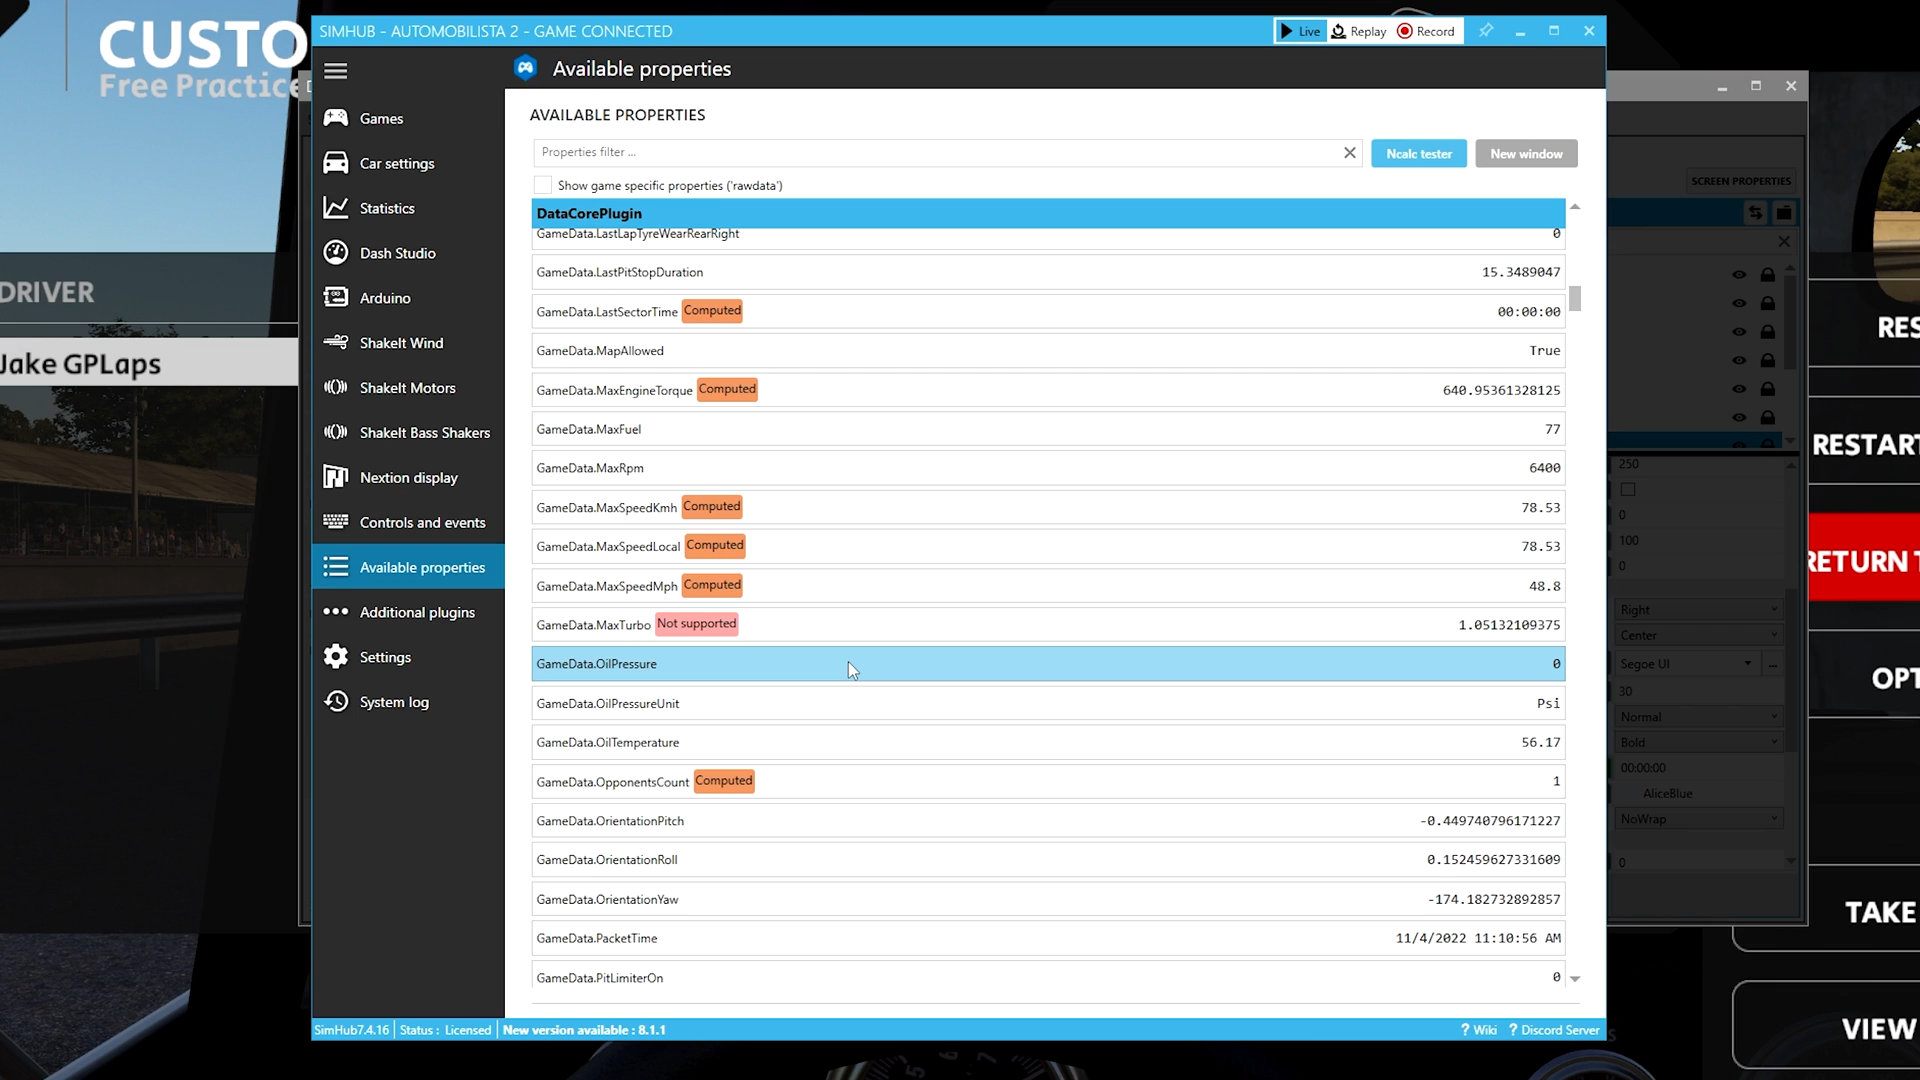 CUSTO
Free Practice
SIMHUB - AUTOMOBILISTA 2 - GAME CONNECTED
Live
Replay
Record
Available properties
Games
Car settings
Statistics
Dash Studio
Arduino
ShakeIt Wind
ShakeIt Motors
ShakeIt Bass Shakers
Nextion display
Controls and events
Available properties
Additional plugins
Settings
System log
AVAILABLE PROPERTIES
Properties filter ...
Ncalc tester
New window
Show game specific properties ('rawdata')
DataCorePlugin
GameData.LastLapTyreWearRearRight 0
GameData.LastPitStopDuration 15.3489047
GameData.LastSectorTime Computed 00:00:00
GameData.MapAllowed True
GameData.MaxEngineTorque Computed 640.95361328125
GameData.MaxFuel 77
GameData.MaxRpm 6400
GameData.MaxSpeedKmh Computed 78.53
GameData.MaxSpeedLocal Computed 78.53
GameData.MaxSpeedMph Computed 48.8
GameData.MaxTurbo Not supported 1.05132109375
GameData.OilPressure 0
GameData.OilPressureUnit Psi
GameData.OilTemperature 56.17
GameData.OpponentsCount Computed 1
GameData.OrientationPitch -0.449740796171227
GameData.OrientationRoll 0.152459627331609
GameData.OrientationYaw -174.182732892857
GameData.PacketTime 11/4/2022 11:10:56 AM
GameData.PitLimiterOn 0
SimHub7.4.16
Status : Licensed
New version available : 8.1.1
? Wiki
? Discord Server
DRIVER
Jake GPLaps
SCREEN PROPERTIES
250
0
100
0
Right
Center
Segoe UI
...
30
Normal
Bold
00:00:00
AliceBlue
NoWrap
0
RES
RESTART
RETURN T
OPT
TAKE
VIEW